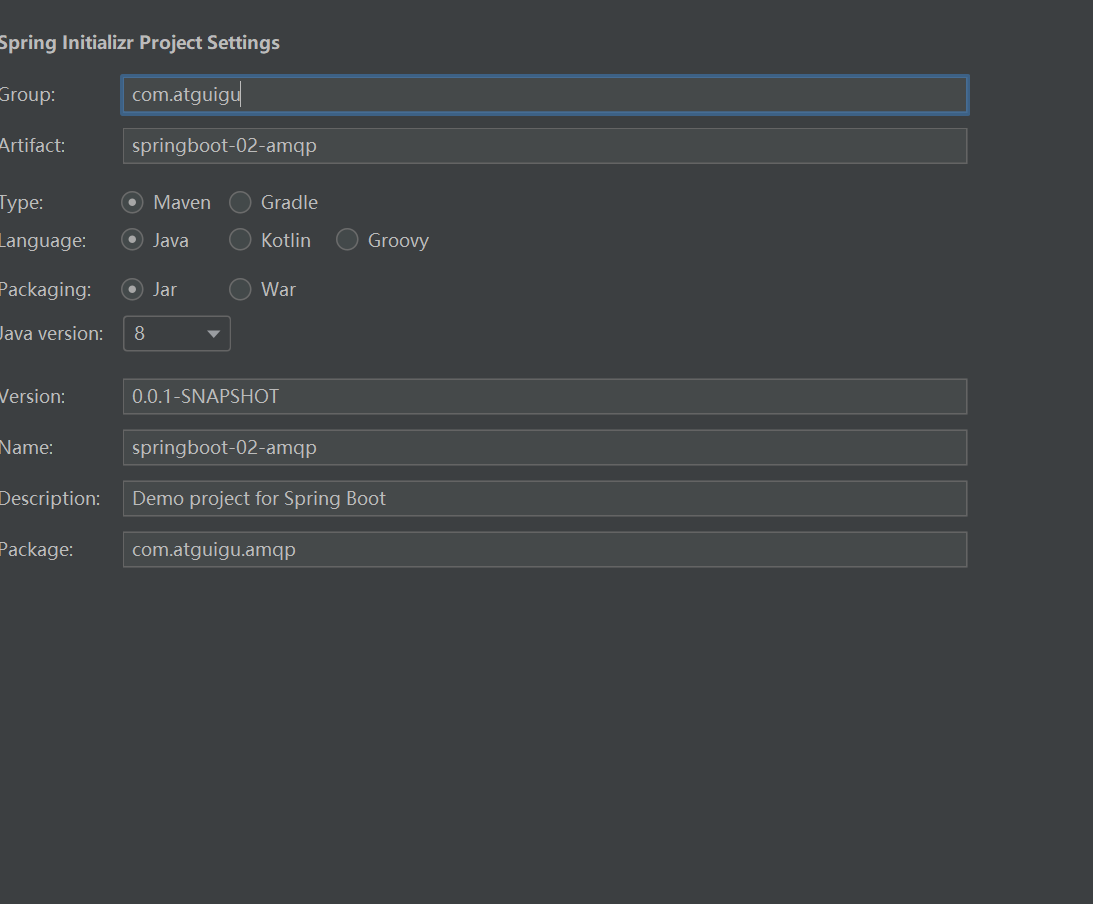 Spring Initializr Project Settings
Group: com.atguigu
Artifact: springboot-02-amqp
Type: Maven Gradle
Language: Java Kotlin Groovy
Packaging: Jar War
Java version: 8
Version: 0.0.1-SNAPSHOT
Name: springboot-02-amqp
Description: Demo project for Spring Boot
Package: com.atguigu.amqp